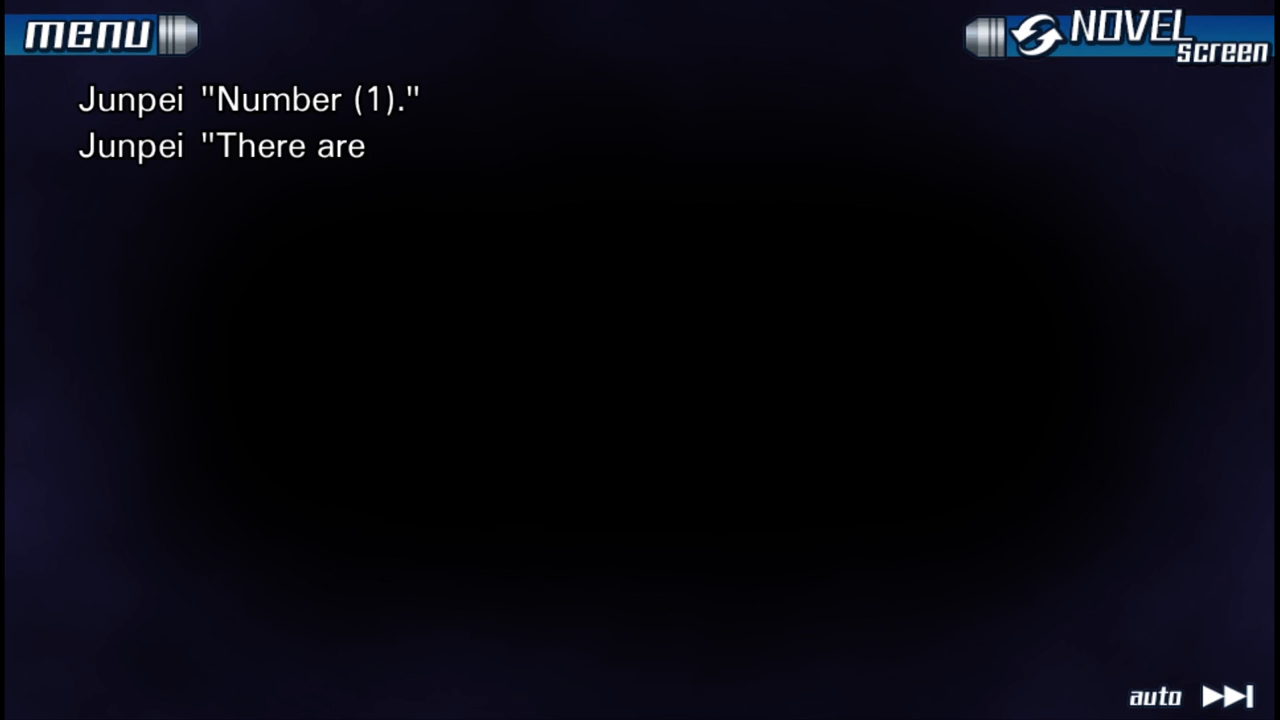 menu
NOVEL
screen
Junpei "Number (1)."
Junpei "There are
auto